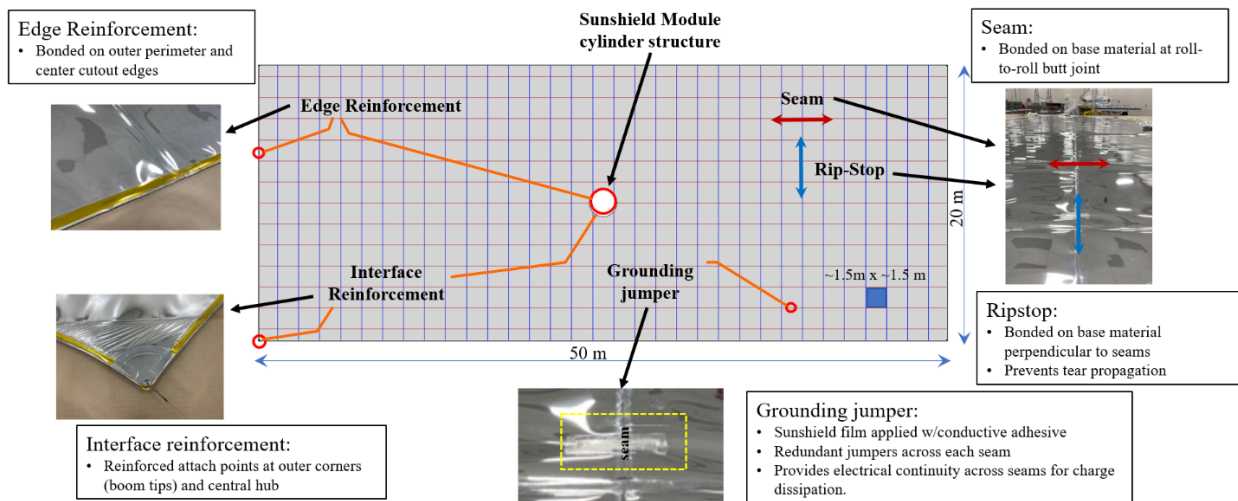 Edge Reinforcement:
• Bonded on outer perimeter and
center cutout edges
Sunshield Module
cylinder structure
Seam:
• Bonded on base material at roll-
to-roll butt joint
Edge Reinforcement
Seam
Rip-Stop
20 m
Interface
Reinforcement
Grounding
jumper
~1.5m x ~1.5 m
50 m
Ripstop:
• Bonded on base material
perpendicular to seams
• Prevents tear propagation
seam
Interface reinforcement:
• Reinforced attach points at outer corners
(boom tips) and central hub
Grounding jumper:
• Sunshield film applied w/conductive adhesive
• Redundant jumpers across each seam
• Provides electrical continuity across seams for charge
dissipation.